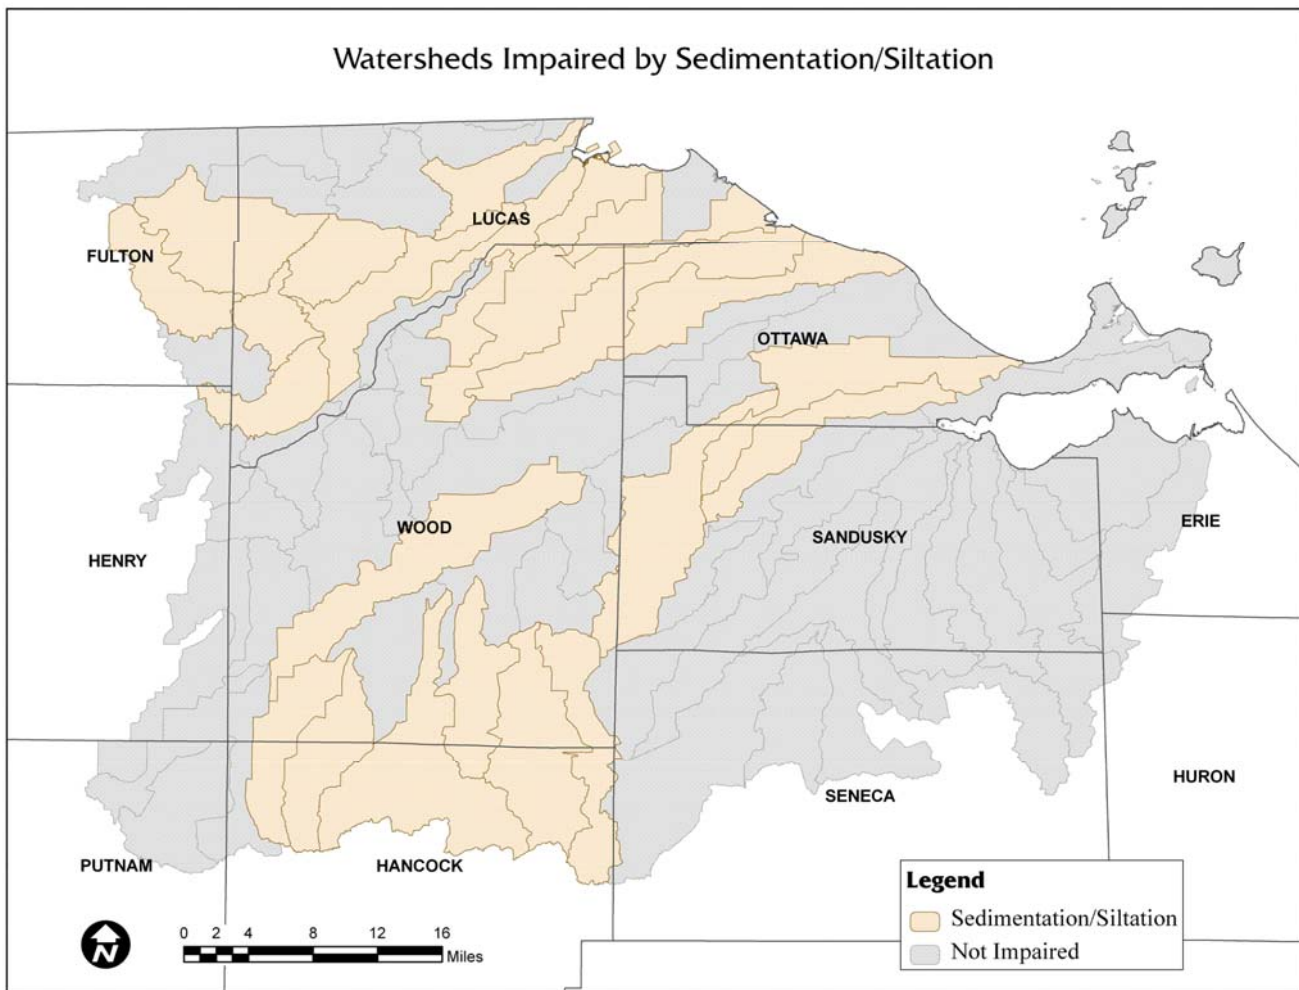 Watersheds Impaired by Sedimentation/Siltation
LUCAS
FULTON
OTTAWA
WOOD
SANDUSKY
ERIE
HENRY
HURON
SENECA
PUTNAM
HANCOCK
Legend
Sedimentation/Siltation
Not Impaired
N
0 2 4 8 12 16
Miles